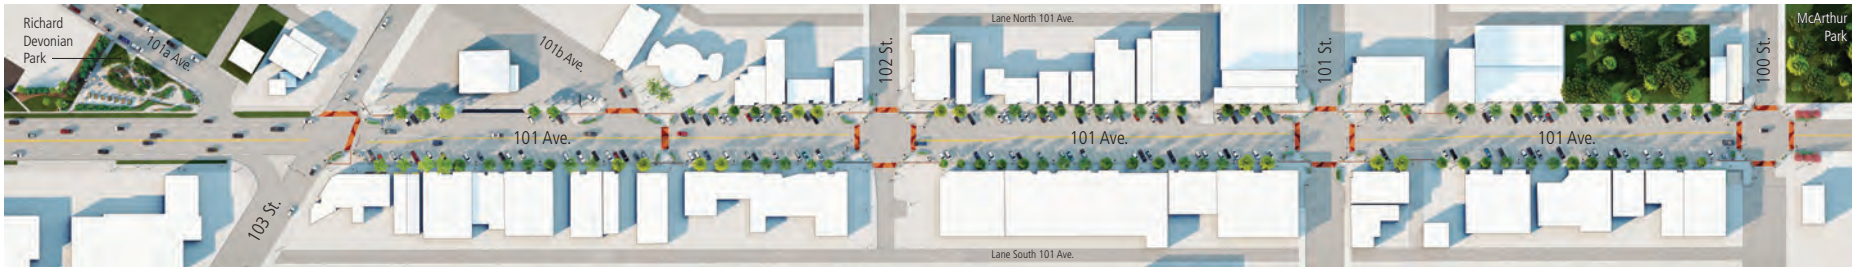 Richard
Devonian
Park
101a Ave.
101b Ave.
102 St.
Lane North 101 Ave.
101 St.
100 St.
McArthur
Park
101 Ave.
101 Ave.
101 Ave.
103 St.
Lane South 101 Ave.